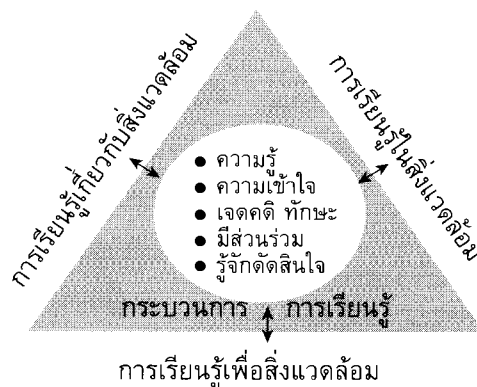 การเรียนรู้เกี่ยวกับสิ่งแวดล้อม
การเรียนรู้ในสิ่งแวดล้อม
● ความรู้
● ความเข้าใจ
● เจตคติ ทักษะ
● มีส่วนร่วม
● รู้จักตัดสินใจ
กระบวนการ การเรียนรู้
การเรียนรู้เพื่อสิ่งแวดล้อม